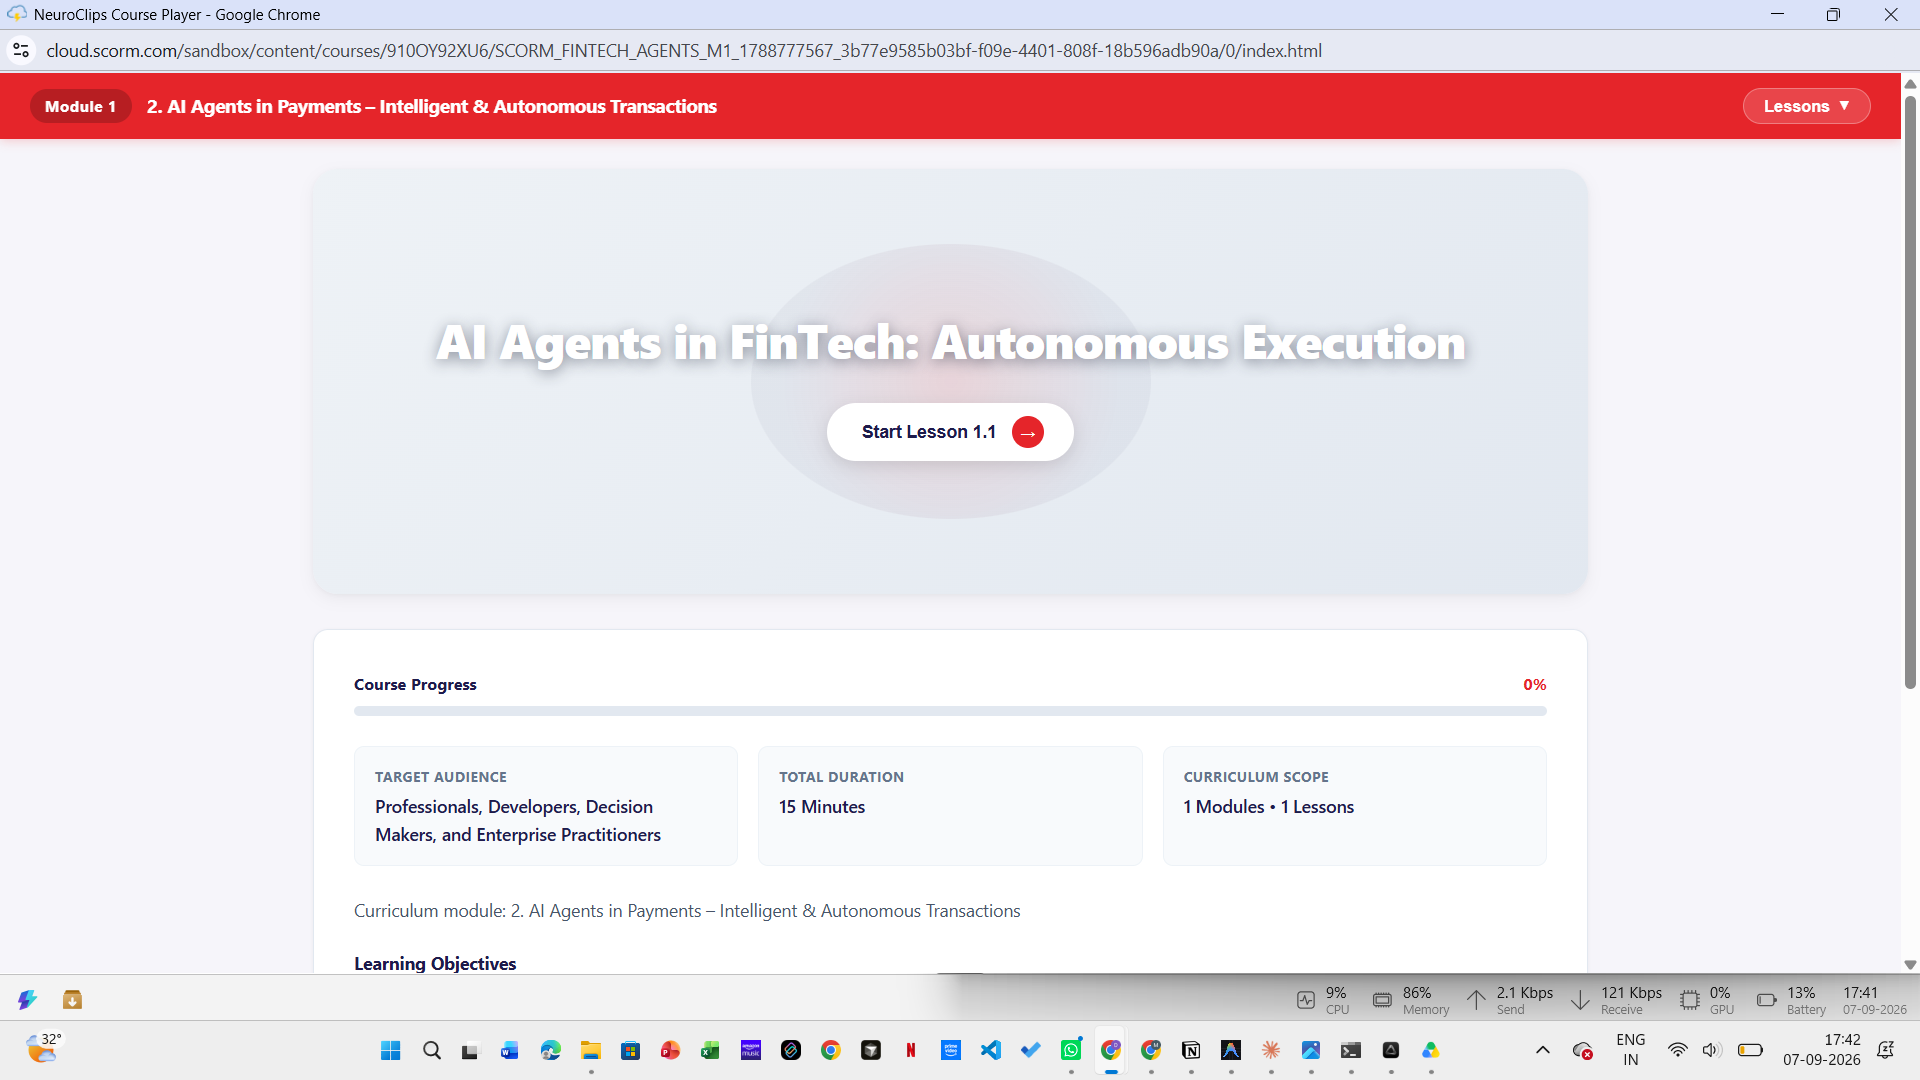 NeuroClips Course Player - Google Chrome
cloud.scorm.com/sandbox/content/courses/910OY92XU6/SCORM_FINTECH_AGENTS_M1_1788777567_3b77e9585b03bf-f09e-4401-808f-18b596adb90a/0/index.html
Module 1
2. AI Agents in Payments – Intelligent & Autonomous Transactions
Lessons ▼
AI Agents in FinTech: Autonomous Execution
Start Lesson 1.1 →
Course Progress
0%
TARGET AUDIENCE
Professionals, Developers, Decision
Makers, and Enterprise Practitioners
TOTAL DURATION
15 Minutes
CURRICULUM SCOPE
1 Modules • 1 Lessons
Curriculum module: 2. AI Agents in Payments – Intelligent & Autonomous Transactions
Learning Objectives
9%
CPU
86%
Memory
2.1 Kbps
Send
121 Kbps
Receive
0%
GPU
13%
Battery
17:41
07-09-2026
32°
ENG
IN
17:42
07-09-2026